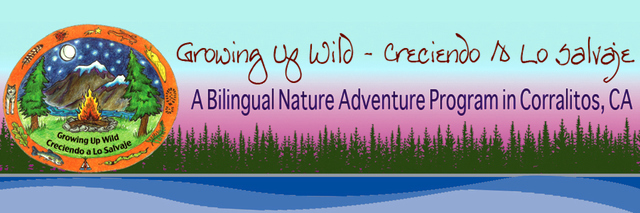 Growing Up Wild - Creciendo A Lo Salvaje
A Bilingual Nature Adventure Program in Corralitos, CA
Growing Up Wild
Creciendo a Lo Salvaje